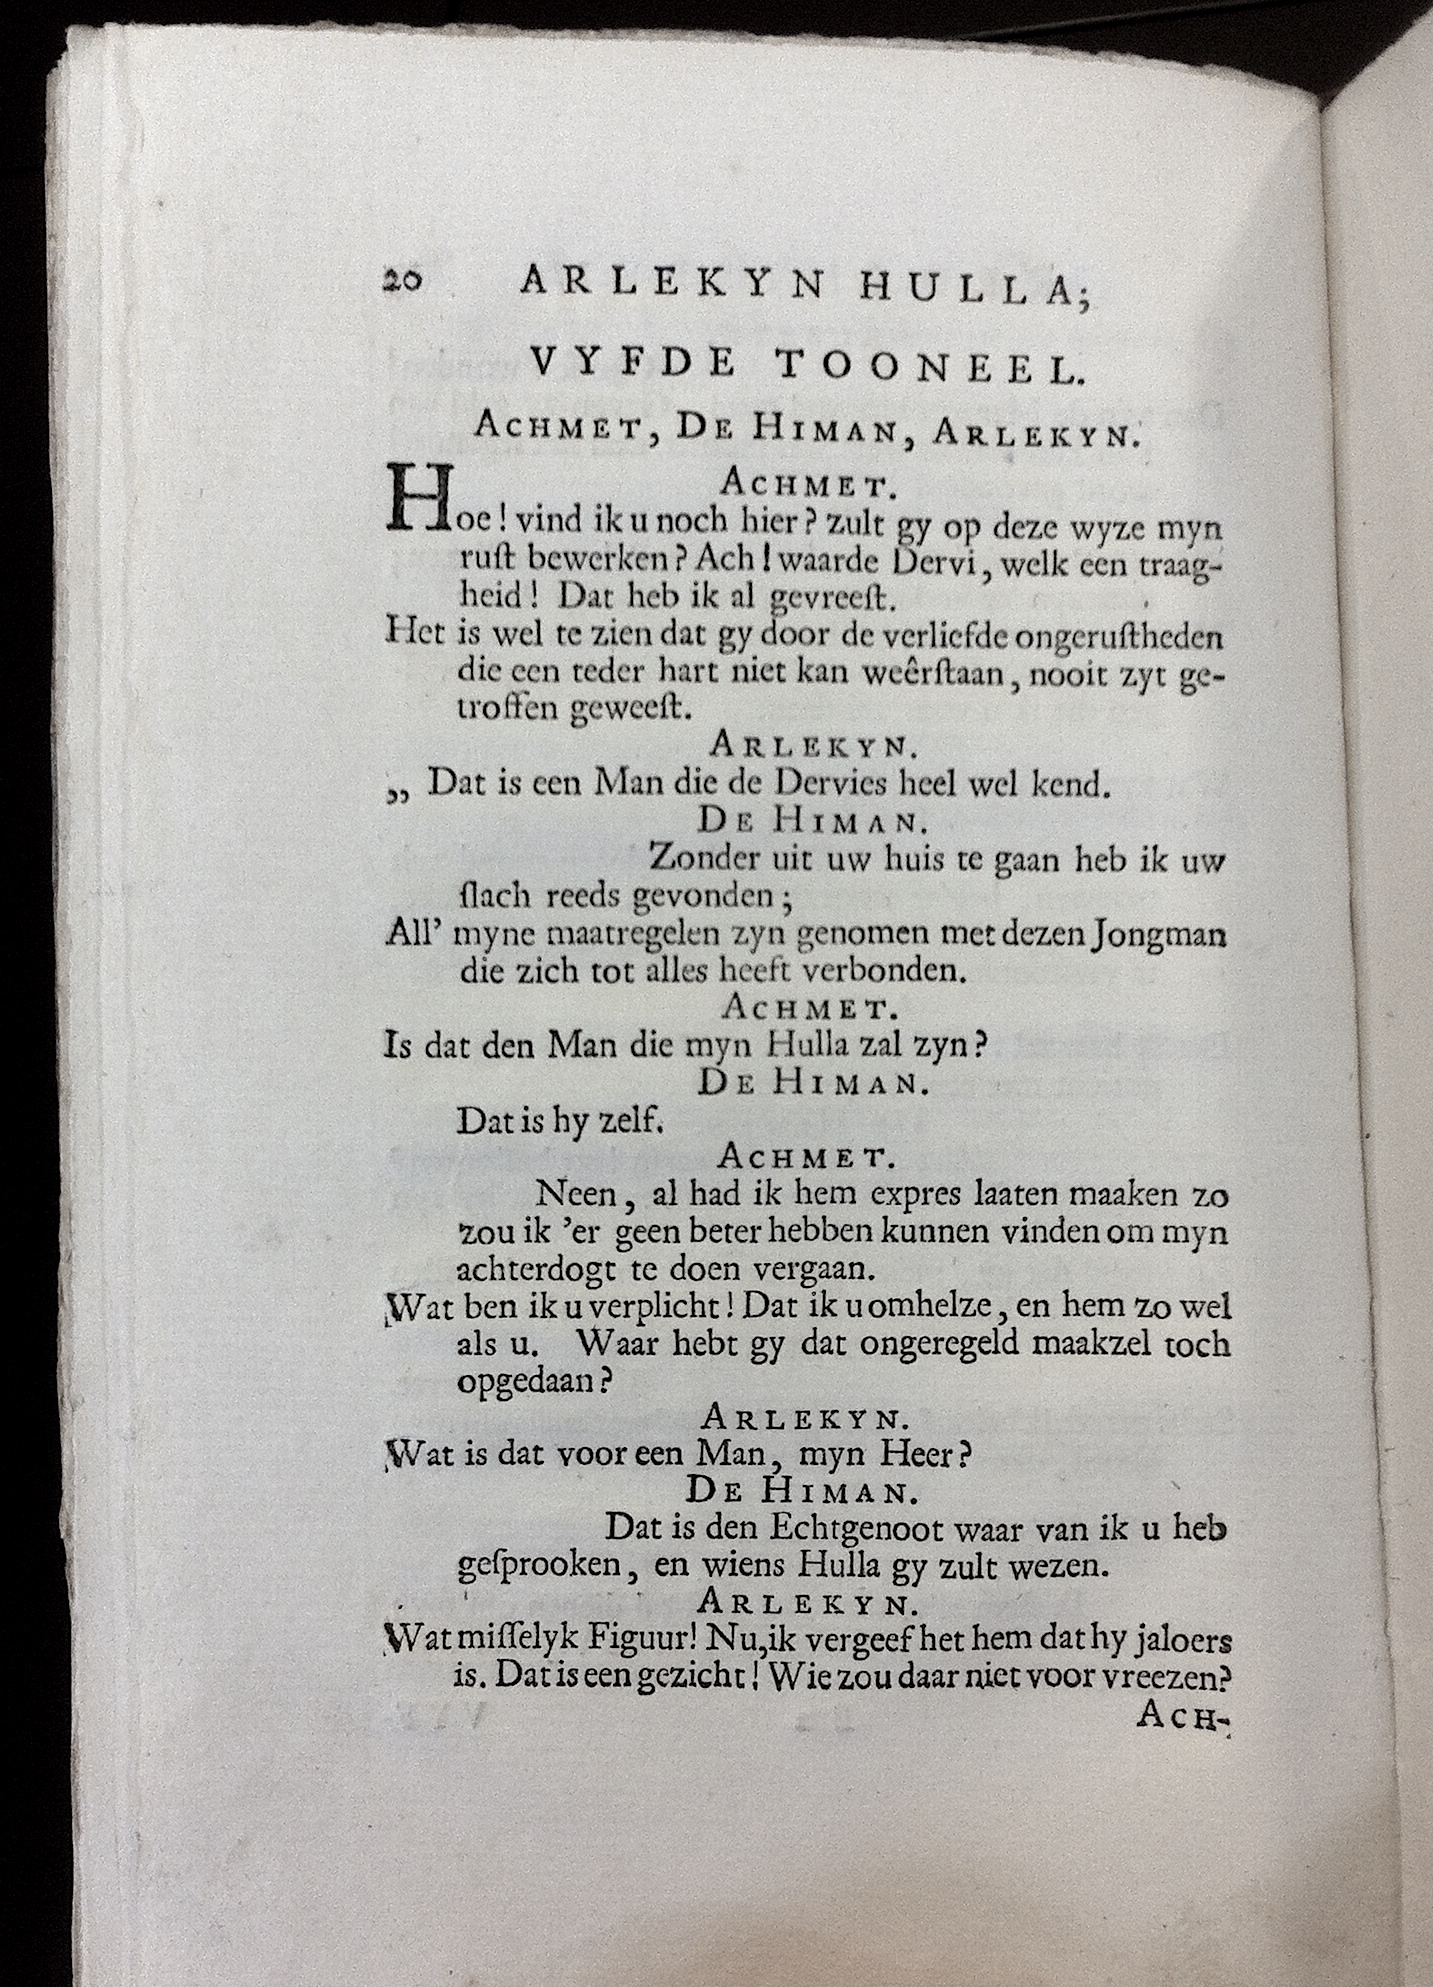 20 ARLEKYN HULLA;
VYFDE TOONEEL.
ACHMET, DE HIMAN, ARLEKYN.
ACHMET.
Hoe! vind ik u noch hier? zult gy op deze wyze myn
ruſt bewerken? Ach! waarde Dervi, welk een traag-
heid! Dat heb ik al gevreeſt.
Het is wel te zien dat gy door de verliefde ongeruſtheden
die een teder hart niet kan weêrſtaan, nooit zyt ge-
troffen geweeſt.
ARLEKYN.
„ Dat is een Man die de Dervies heel wel kend.
DE HIMAN.
Zonder uit uw huis te gaan heb ik uw
ſlach reeds gevonden;
All’ myne maatregelen zyn genomen met dezen Jongman
die zich tot alles heeft verbonden.
ACHMET.
Is dat den Man die myn Hulla zal zyn?
DE HIMAN.
Dat is hy zelf.
ACHMET.
Neen, al had ik hem expres laaten maaken zo
zou ik ’er geen beter hebben kunnen vinden om myn
achterdogt te doen vergaan.
Wat ben ik u verplicht! Dat ik u omhelze, en hem zo wel
als u. Waar hebt gy dat ongeregeld maakzel toch
opgedaan?
ARLEKYN.
Wat is dat voor een Man, myn Heer?
DE HIMAN.
Dat is den Echtgenoot waar van ik u heb
geſprooken, en wiens Hulla gy zult wezen.
ARLEKYN.
Wat miſſelyk Figuur! Nu, ik vergeef het hem dat hy jaloers
is. Dat is een gezicht! Wie zou daar niet voor vreezen?
ACH-